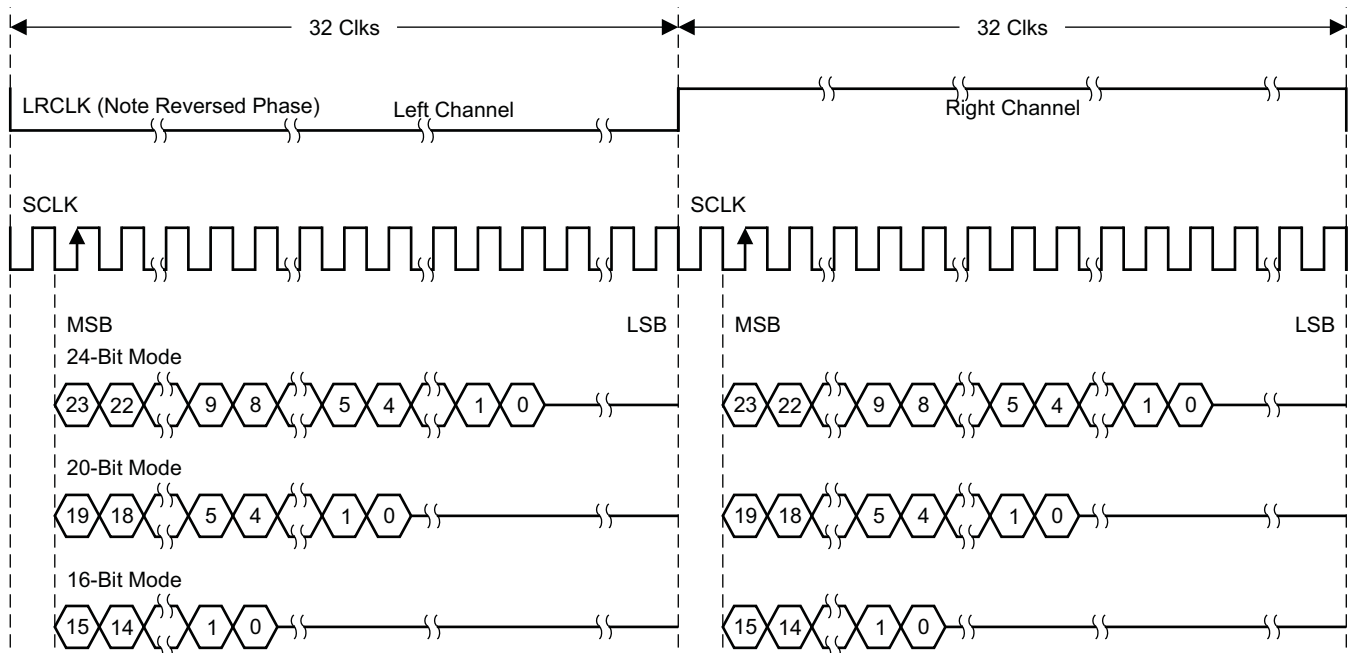 32 Clks 32 Clks
LRCLK (Note Reversed Phase) Left Channel Right Channel
SCLK SCLK
MSB LSB MSB LSB
24-Bit Mode
23 22 9 8 5 4 1 0 23 22 9 8 5 4 1 0
20-Bit Mode
19 18 5 4 1 0 19 18 5 4 1 0
16-Bit Mode
15 14 1 0 15 14 1 0